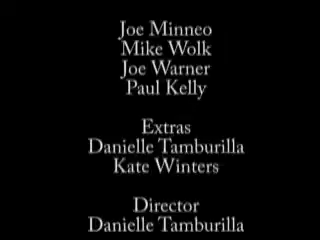 Joe Minneo
Mike Wolk
Joe Warner
Paul Kelly
Extras
Danielle Tamburilla
Kate Winters
Director
Danielle Tamburilla